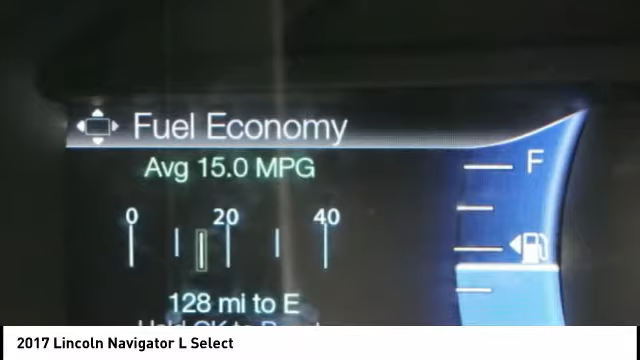 Fuel Economy
Avg 15.0 MPG
F
0 20 40
128 mi to E
2017 Lincoln Navigator L Select